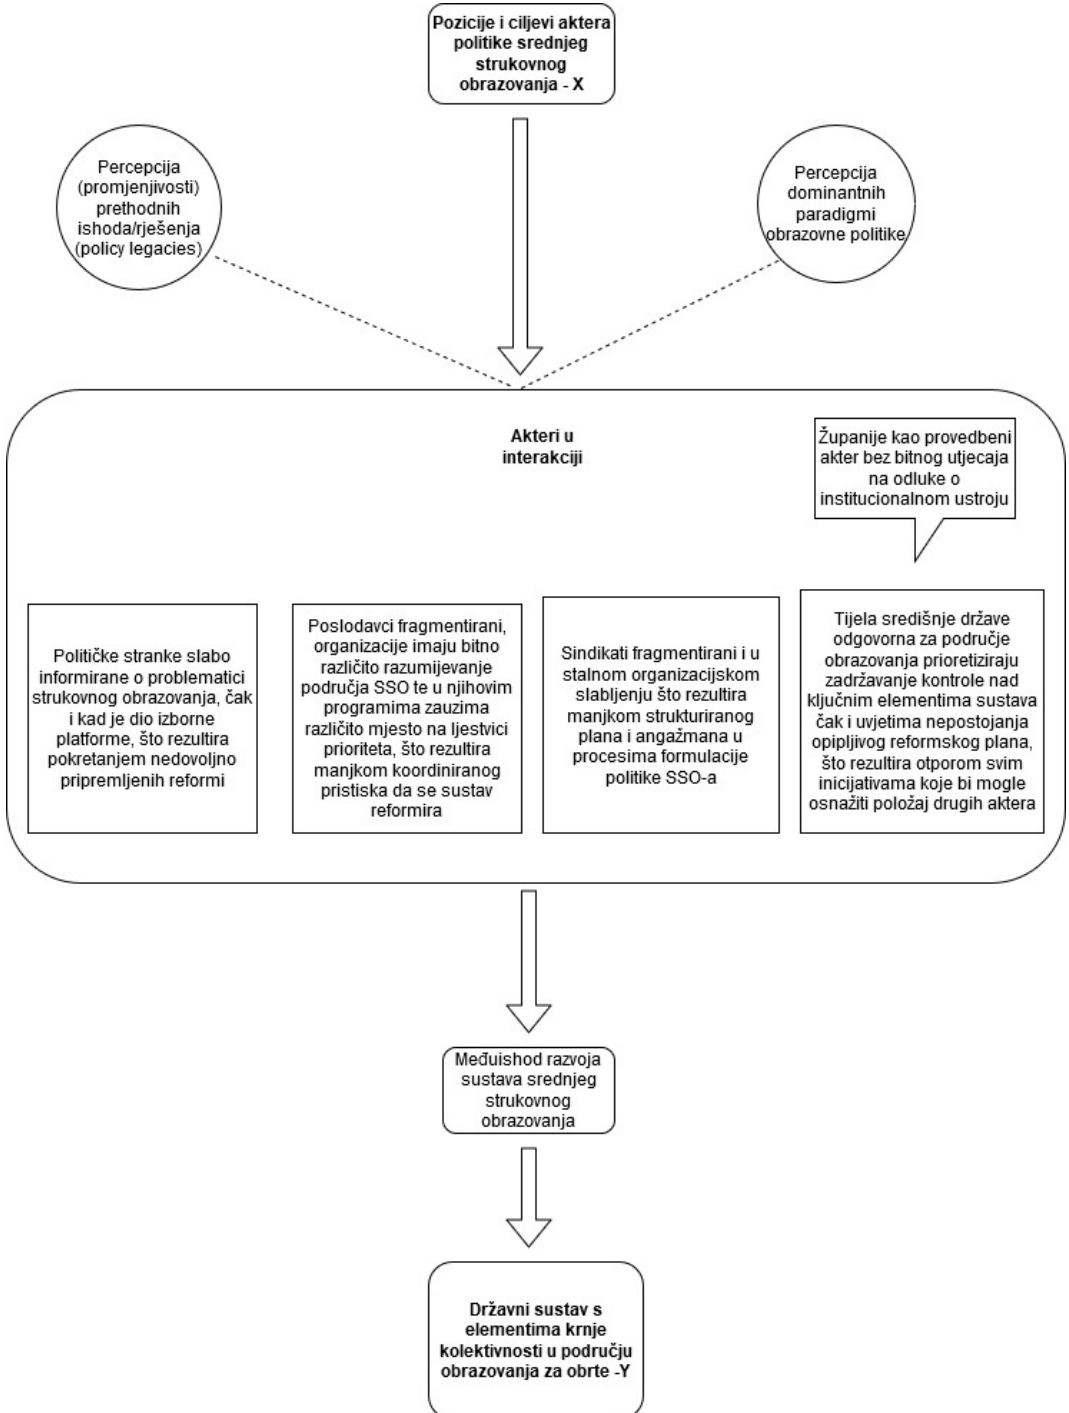 Pozicije i ciljevi aktera
politike srednjeg
strukovnog
obrazovanja - X
Percepcija
(promjenjivosti)
prethodnih
ishoda/rješenja
(policy legacies)
Percepcija
dominantnih
paradigmi
obrazovne politike
Akteri u
interakciji
Županije kao provedbeni
akter bez bitnog utjecaja
na odluke o
institucionalnom ustroju
Političke stranke slabo
informirane o problematici
strukovnog obrazovanja, čak
i kad je dio izborne
platforme, što rezultira
pokretanjem nedovoljno
pripremljenih reformi
Poslodavci fragmentirani,
organizacije imaju bitno
različito razumijevanje
područja SSO te u njihovim
programima zauzima
različito mjesto na ljestvici
prioriteta, što rezultira
manjkom koordiniranog
pristiska da se sustav
reformira
Sindikati fragmentirani i u
stalnom organizacijskom
slabljenju što rezultira
manjkom strukturiranog
plana i angažmana u
procesima formulacije
politike SSO-a
Tijela središnje države
odgovorna za područje
obrazovanja prioretiziraju
zadržavanje kontrole nad
ključnim elementima sustava
čak i uvjetima nepostojanja
opipljivog reformskog plana,
što rezultira otporom svim
inicijativama koje bi mogle
osnažiti položaj drugih aktera
Međuishod razvoja
sustava srednjeg
strukovnog
obrazovanja
Državni sustav s
elementima krnje
kolektivnosti u području
obrazovanja za obrte -Y